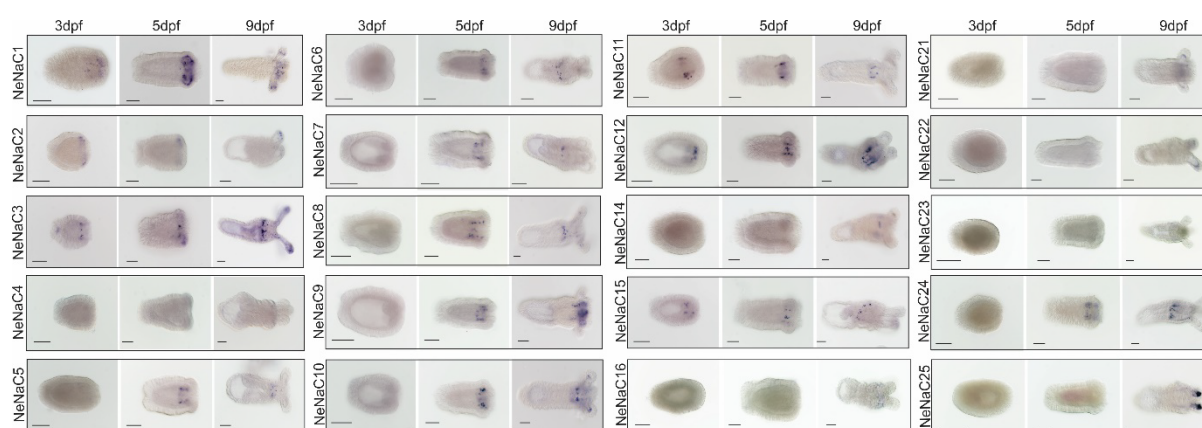 3dpf 5dpf 9dpf 3dpf 5dpf 9dpf 3dpf 5dpf 9dpf 3dpf 5dpf 9dpf
NeNaC1 NeNaC6 NeNaC11 NeNaC21
NeNaC2 NeNaC7 NeNaC12 NeNaC22
NeNaC3 NeNaC8 NeNaC14 NeNaC23
NeNaC4 NeNaC9 NeNaC15 NeNaC24
NeNaC5 NeNaC10 NeNaC16 NeNaC25